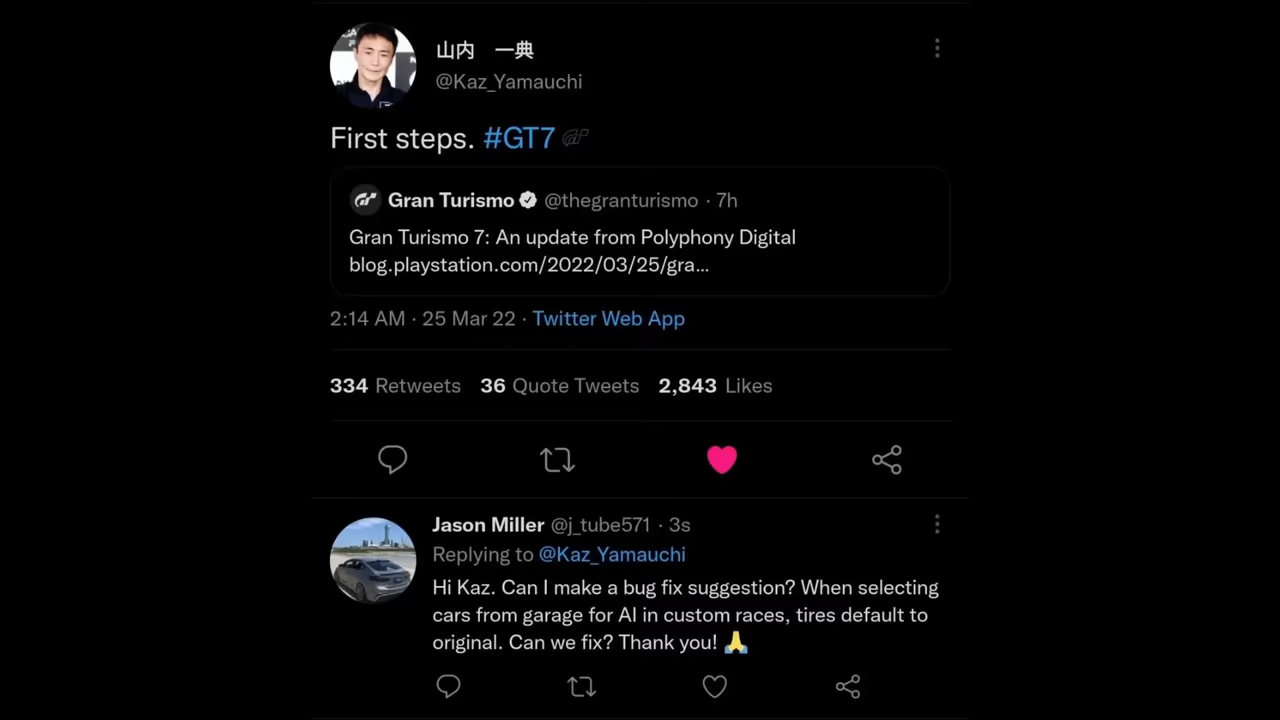 山内　一典
@Kaz_Yamauchi
First steps. #GT7
Gran Turismo @thegranturismo · 7h
Gran Turismo 7: An update from Polyphony Digital
blog.playstation.com/2022/03/25/gra...
2:14 AM · 25 Mar 22 · Twitter Web App
334 Retweets 36 Quote Tweets 2,843 Likes
Jason Miller @j_tube571 · 3s
Replying to @Kaz_Yamauchi
Hi Kaz. Can I make a bug fix suggestion? When selecting
cars from garage for AI in custom races, tires default to
original. Can we fix? Thank you! 🙏